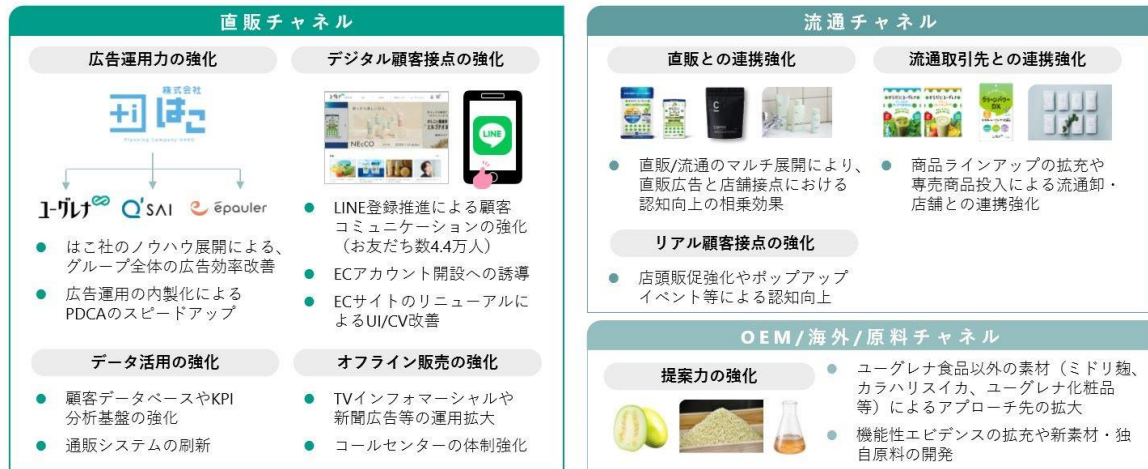 直販チャネル
広告運用力の強化
株式会社
+i はこ
Planning Company HAKO
ユーグレナ
Q'SAI
épauler
はこ社のノウハウ展開による、
グループ全体の広告効率改善
広告運用の内製化による
PDCAのスピードアップ
デジタル顧客接点の強化
NEcCO
LINE
LINE登録推進による顧客
コミュニケーションの強化
（お友だち数4.4万人）
ECアカウント開設への誘導
ECサイトのリニューアルに
よるUI/CV改善
データ活用の強化
顧客データベースやKPI
分析基盤の強化
通販システムの刷新
オフライン販売の強化
TVインフォマーシャルや
新聞広告等の運用拡大
コールセンターの体制強化
流通チャネル
直販との連携強化
C
直販/流通のマルチ展開により、
直販広告と店舗接点における
認知向上の相乗効果
流通取引先との連携強化
グリーンパワー
DX
商品ラインアップの拡充や
専売商品投入による流通卸・
店舗との連携強化
リアル顧客接点の強化
店頭販促強化やポップアップ
イベント等による認知向上
OEM/海外/原料チャネル
提案力の強化
ユーグレナ食品以外の素材（ミドリ麹、
カラハリスイカ、ユーグレナ化粧品
等）によるアプローチ先の拡大
機能性エビデンスの拡充や新素材・独
自原料の開発